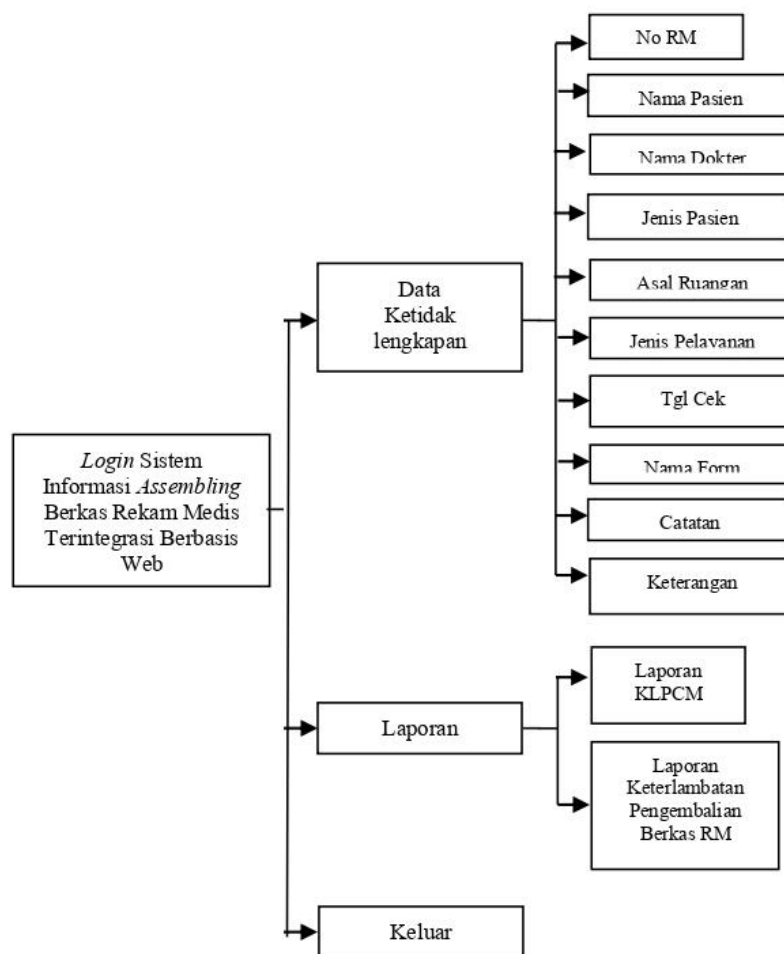 No RM
Nama Pasien
Nama Dokter
Jenis Pasien
Asal Ruangan
Jenis Pelayanan
Tgl Cek
Nama Form
Catatan
Keterangan
Data
Ketidak
lengkapan
Login Sistem
Informasi Assembling
Berkas Rekam Medis
Terintegrasi Berbasis
Web
Laporan
Laporan
KLPCM
Laporan
Keterlambatan
Pengembalian
Berkas RM
Keluar